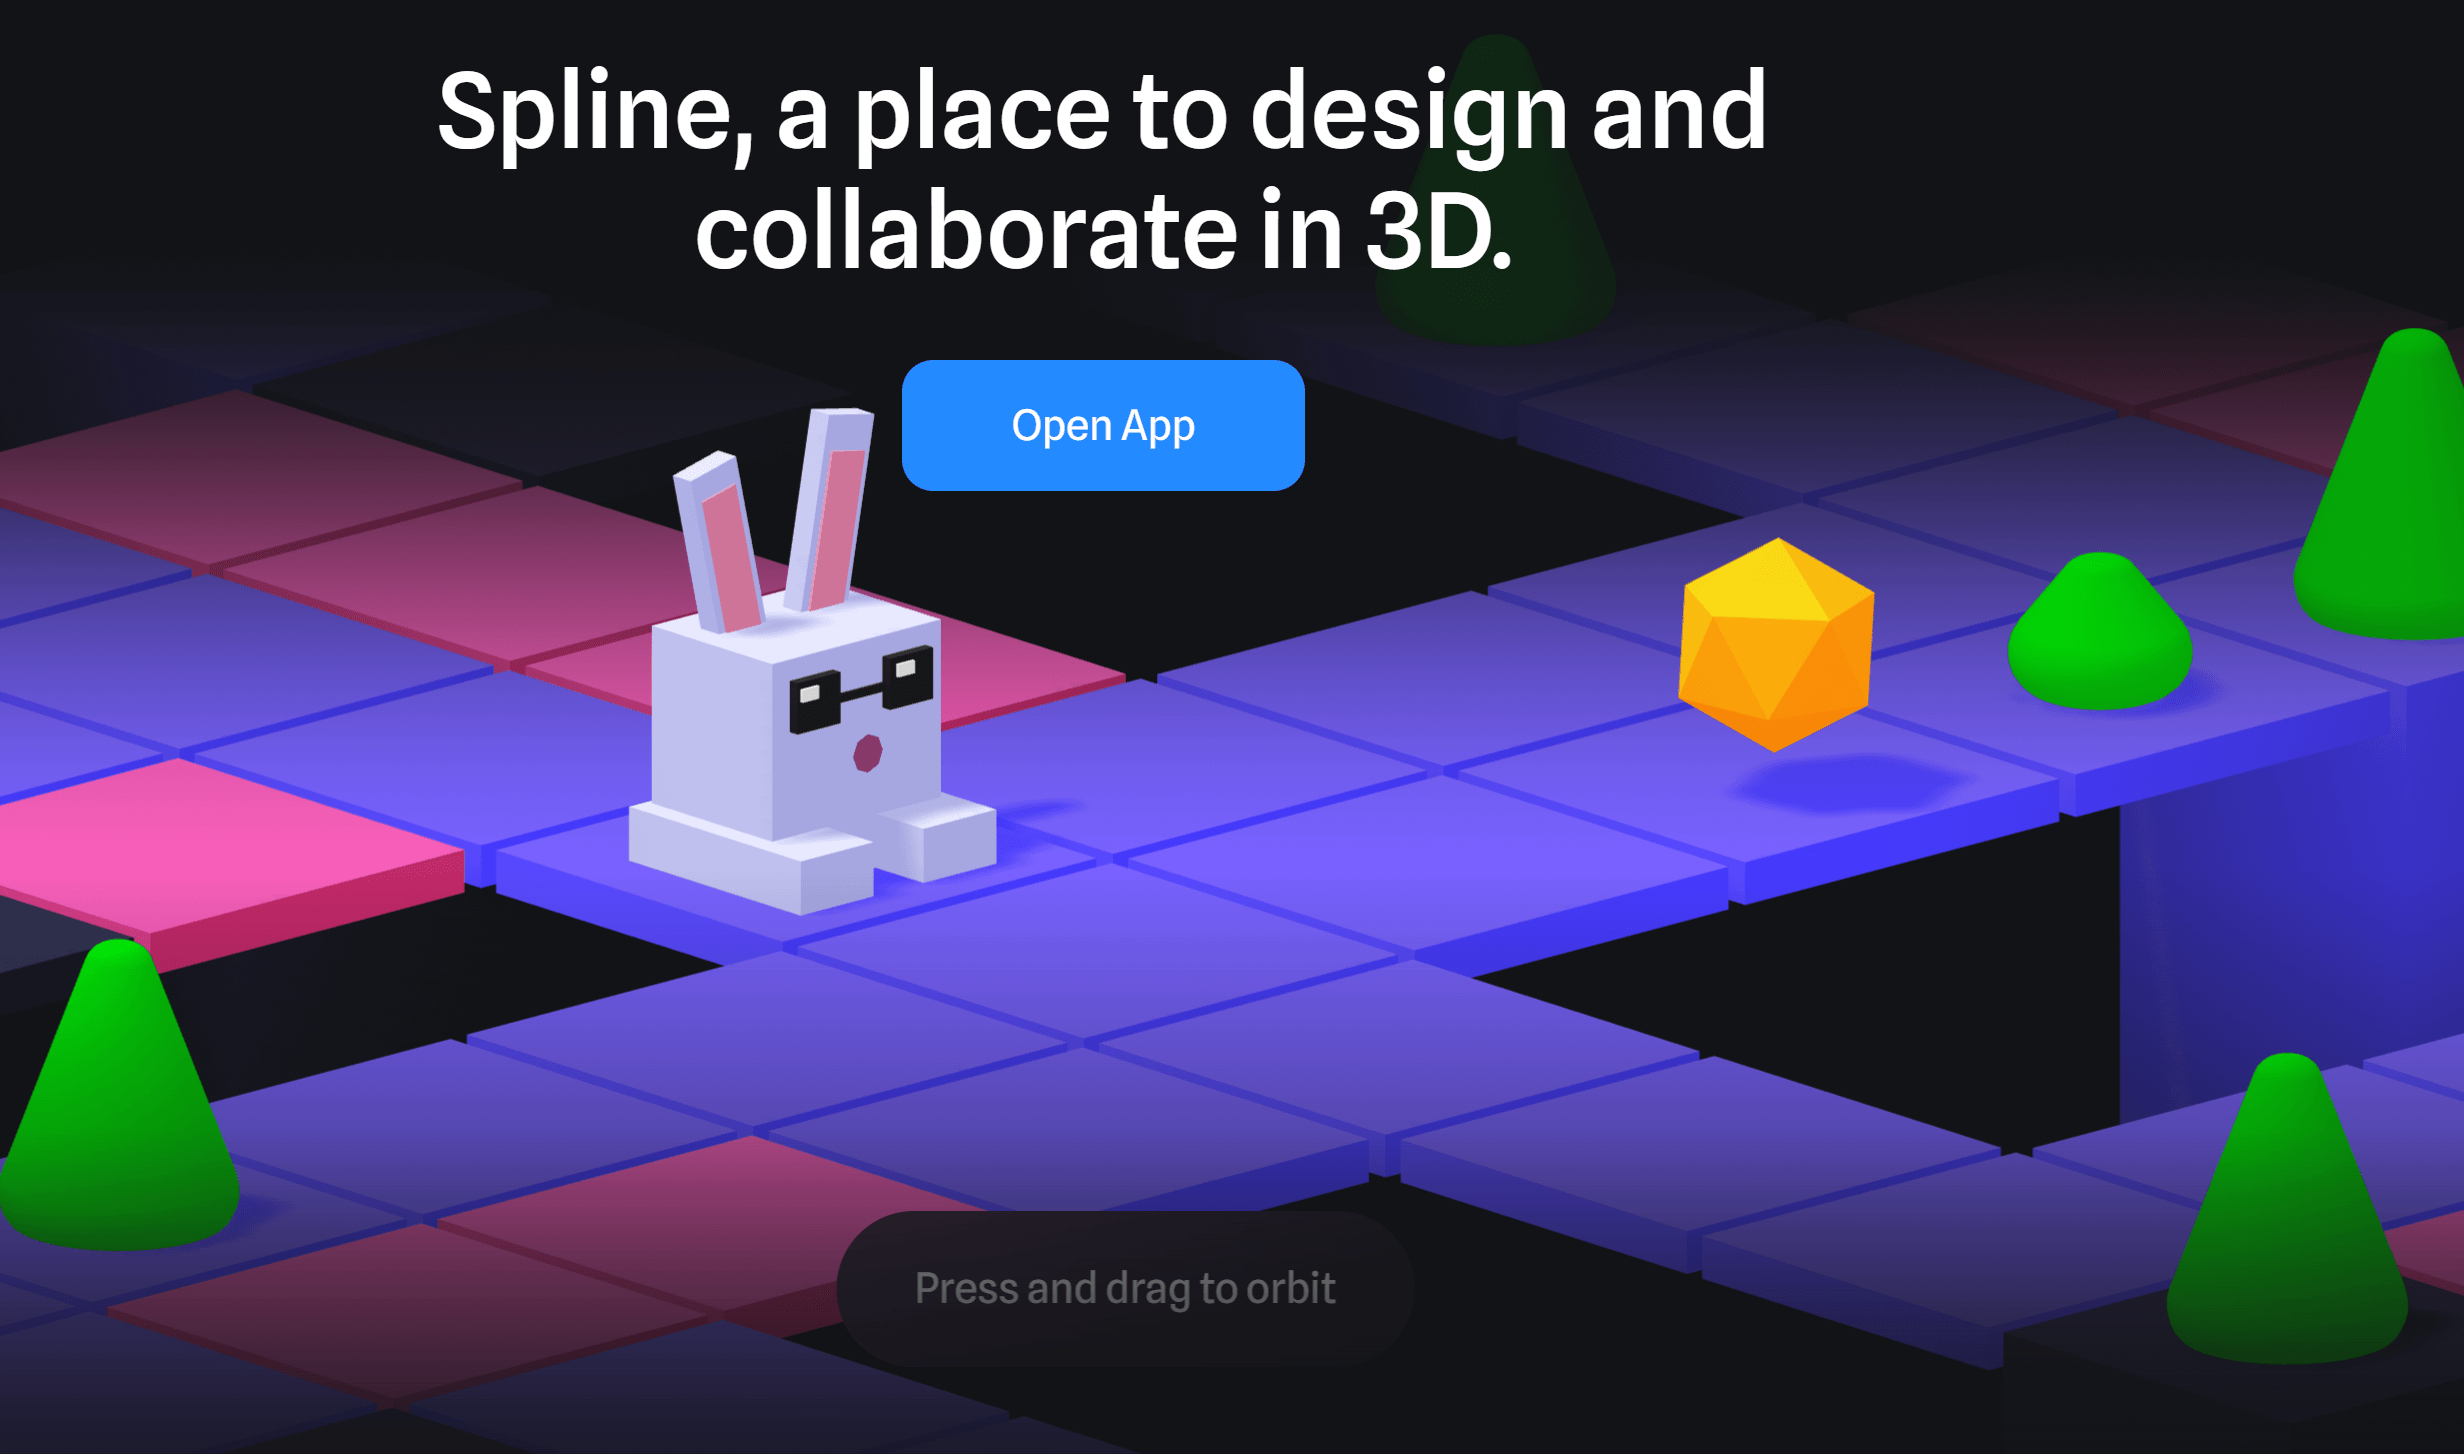 Spline, a place to design and
collaborate in 3D.
Open App
Press and drag to orbit